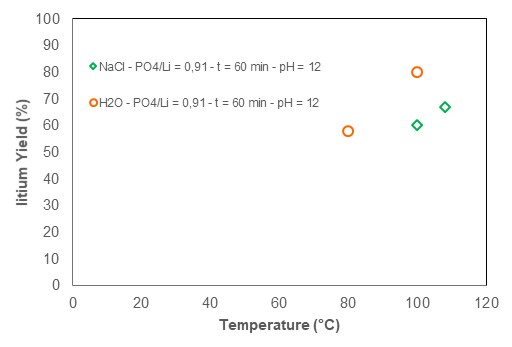 100
90
80
70
60
50
40
30
20
10
0
litium Yield (%)
NaCl - PO4/Li = 0,91 - t = 60 min - pH = 12
H2O - PO4/Li = 0,91 - t = 60 min - pH = 12
0 20 40 60 80 100 120
Temperature (°C)